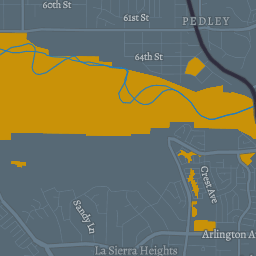 60th St
61st St
PEDLEY
64th St
Crest Ave
Sandy Ln
Arlington A
La Sierra Heights